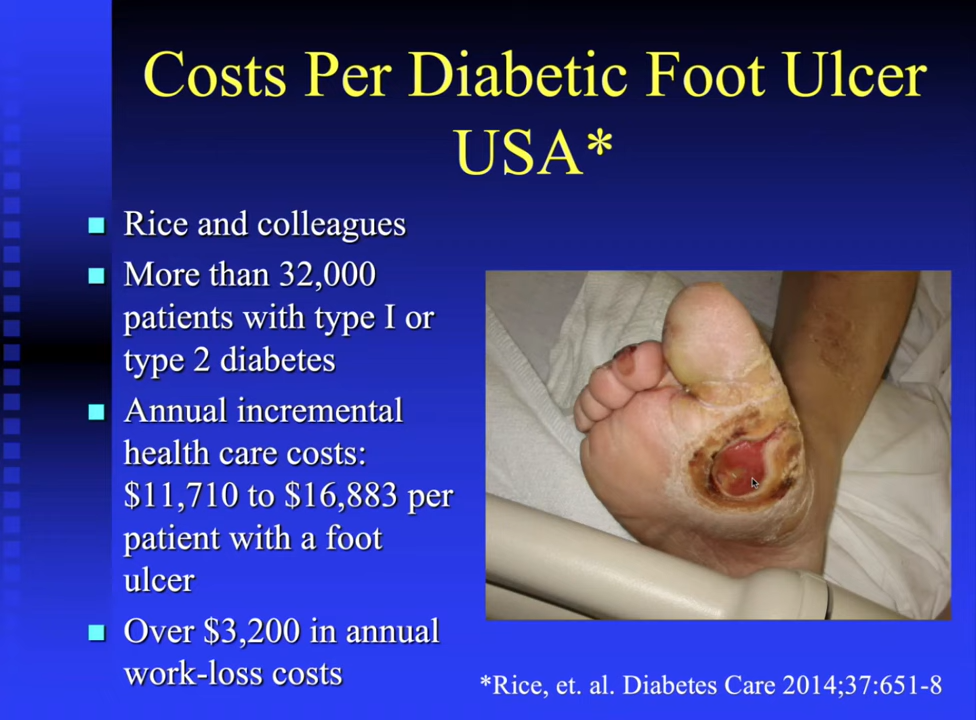 Costs Per Diabetic Foot Ulcer
USA*
Rice and colleagues
More than 32,000
patients with type I or
type 2 diabetes
Annual incremental
health care costs:
$11,710 to $16,883 per
patient with a foot
ulcer
Over $3,200 in annual
work-loss costs
*Rice, et. al. Diabetes Care 2014;37:651-8